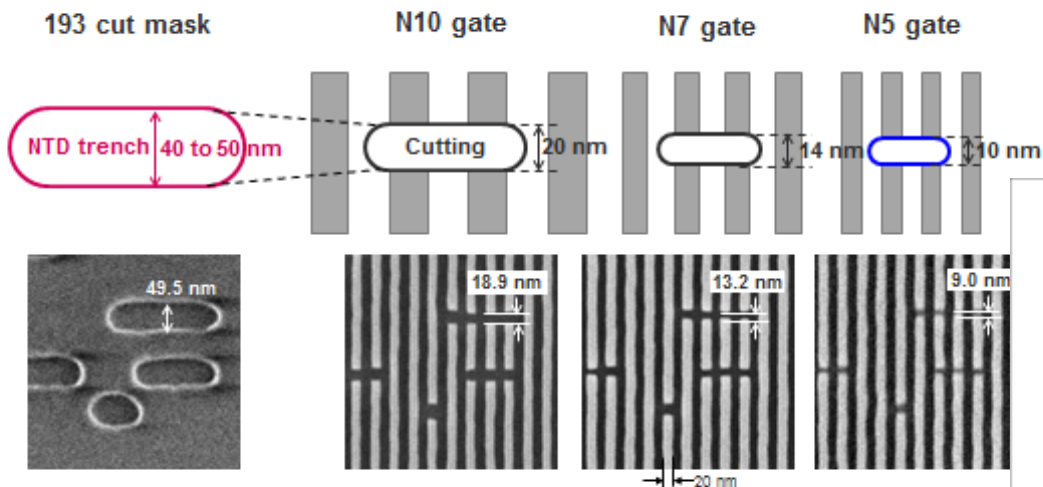 193 cut mask
N10 gate
N7 gate
N5 gate
NTD trench
40 to 50 nm
Cutting
20 nm
14 nm
10 nm
49.5 nm
18.9 nm
13.2 nm
9.0 nm
20 nm